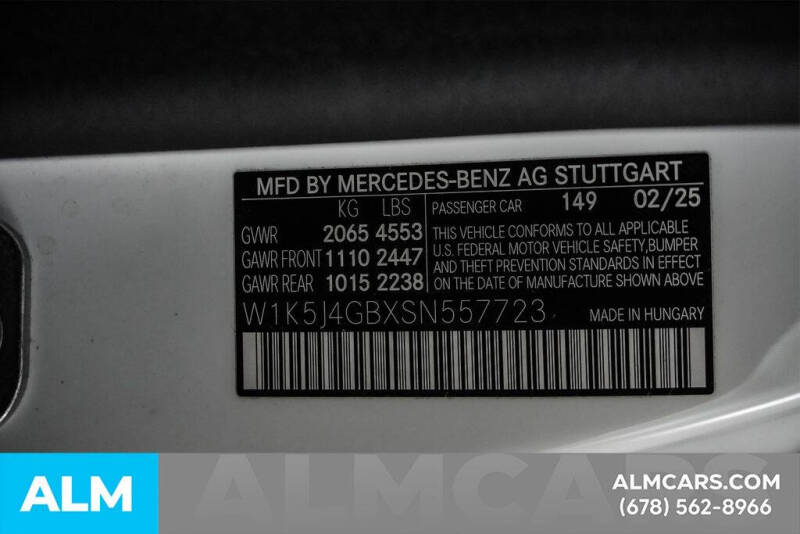 MFD BY MERCEDES-BENZ AG STUTTGART
KG LBS PASSENGER CAR 149 02/25
GVWR 2065 4553
GAWR FRONT 1110 2447
GAWR REAR 1015 2238
THIS VEHICLE CONFORMS TO ALL APPLICABLE
U.S. FEDERAL MOTOR VEHICLE SAFETY,BUMPER
AND THEFT PREVENTION STANDARDS IN EFFECT
ON THE DATE OF MANUFACTURE SHOWN ABOVE
W1K5J4GBXSN557723 MADE IN HUNGARY
ALM
ALMCARS
ALMCARS.COM
(678) 562-8966